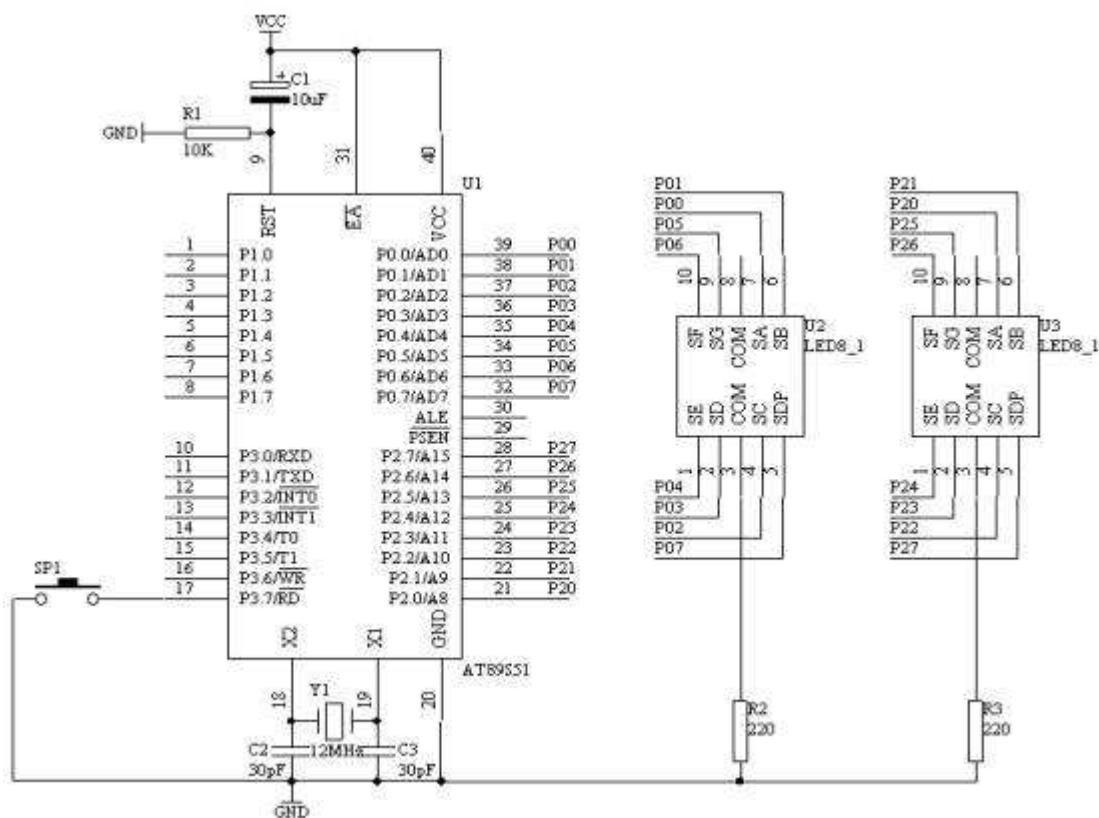 VCC
+
C1
10uF
R1
GND
10K
9
31
40
U1
RST
EA
VCC
1 P1.0
2 P1.1
3 P1.2
4 P1.3
5 P1.4
6 P1.5
7 P1.6
8 P1.7
10 P3.0/RXD
11 P3.1/TXD
12 P3.2/INT0
13 P3.3/INT1
14 P3.4/T0
15 P3.5/T1
16 P3.6/WR
17 P3.7/RD
P0.0/AD0 39 P00
P0.1/AD1 38 P01
P0.2/AD2 37 P02
P0.3/AD3 36 P03
P0.4/AD4 35 P04
P0.5/AD5 34 P05
P0.6/AD6 33 P06
P0.7/AD7 32 P07
ALE 30
PSEN 29
P2.7/A15 28 P27
P2.6/A14 27 P26
P2.5/A13 26 P25
P2.4/A12 25 P24
P2.3/A11 24 P23
P2.2/A10 23 P22
P2.1/A9 22 P21
P2.0/A8 21 P20
X2
X1
GND
AT89S51
SP1
18
Y1
19
20
C2
12MHz
C3
30pF
30pF
GND
P01
P00
P05
P06
10 9 8 7 6
SF SG COM SA SB
U2
LED8_1
SE SD COM SC SDP
1 2 3 4 5
P04
P03
P02
P07
R2
220
P21
P20
P25
P26
10 9 8 7 6
SF SG COM SA SB
U3
LED8_1
SE SD COM SC SDP
1 2 3 4 5
P24
P23
P22
P27
R3
220